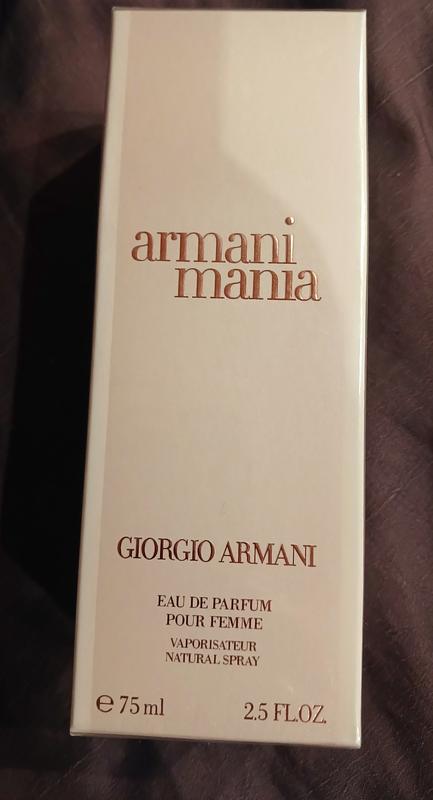 armani
mania
GIORGIO ARMANI
EAU DE PARFUM
POUR FEMME
VAPORISATEUR
NATURAL SPRAY
℮ 75 ml 2.5 FL.OZ.